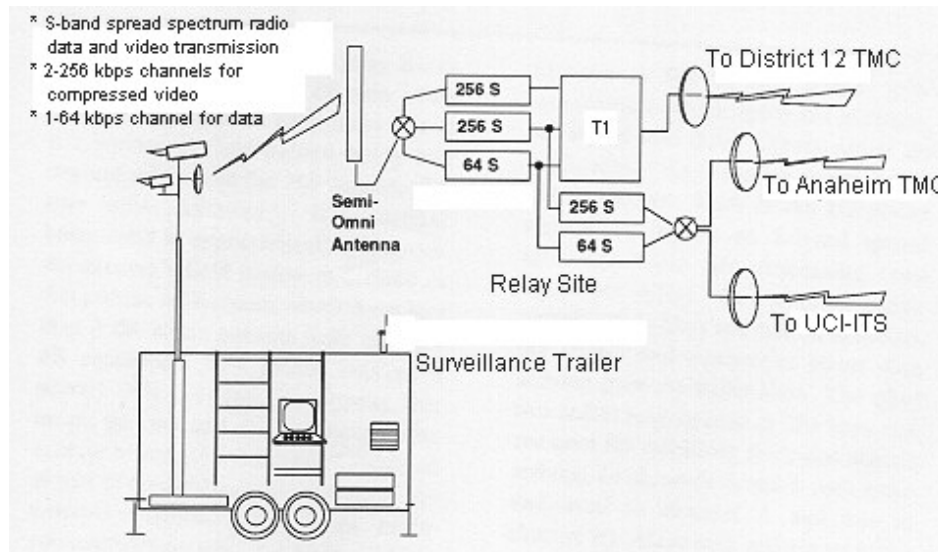 * S-band spread spectrum radio
data and video transmission
* 2-256 kbps channels for
compressed video
* 1-64 kbps channel for data
256 S
256 S
64 S
T1
To District 12 TMC
To Anaheim TMC
Semi-
Omni
Antenna
256 S
64 S
Relay Site
To UCI-ITS
Surveillance Trailer